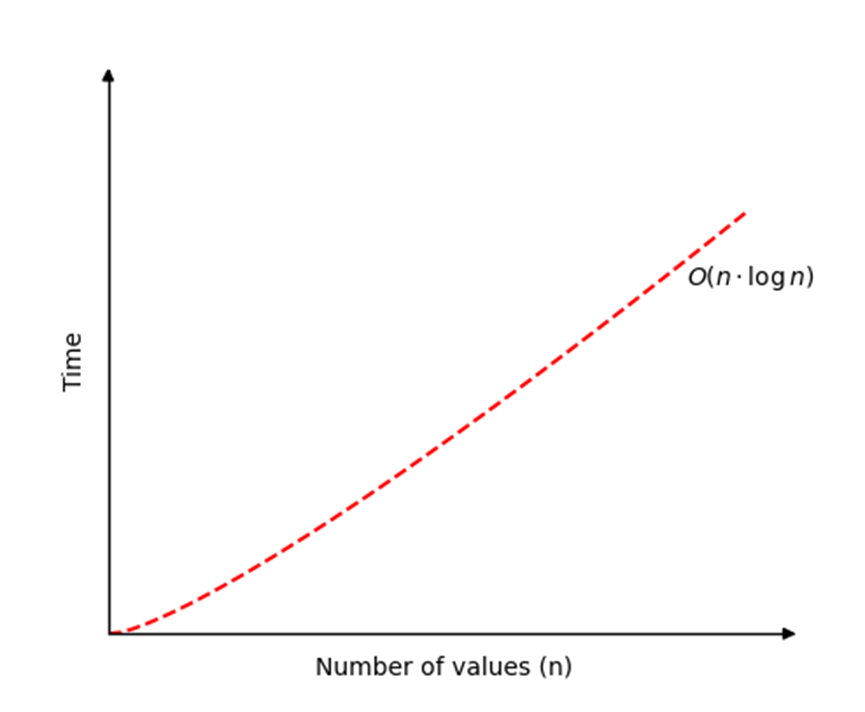 O(n · log n)
Time
Number of values (n)